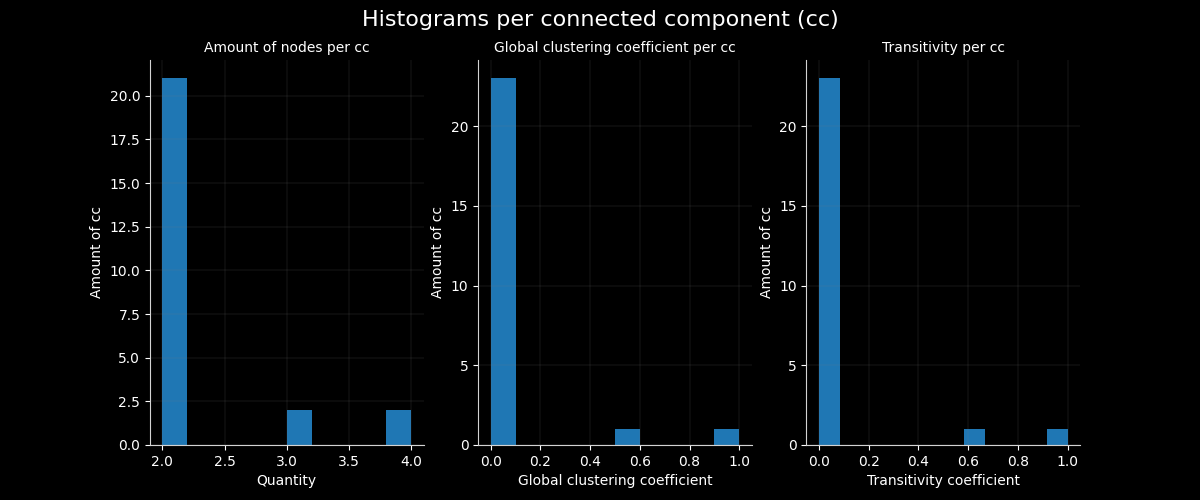 Histograms per connected component (cc)
Amount of nodes per cc
Global clustering coefficient per cc
Transitivity per cc
Amount of cc
20.0
17.5
15.0
12.5
10.0
7.5
5.0
2.5
0.0
2.0 2.5 3.0 3.5 4.0
Quantity
Amount of cc
20
15
10
5
0
0.0 0.2 0.4 0.6 0.8 1.0
Global clustering coefficient
Amount of cc
20
15
10
5
0
0.0 0.2 0.4 0.6 0.8 1.0
Transitivity coefficient